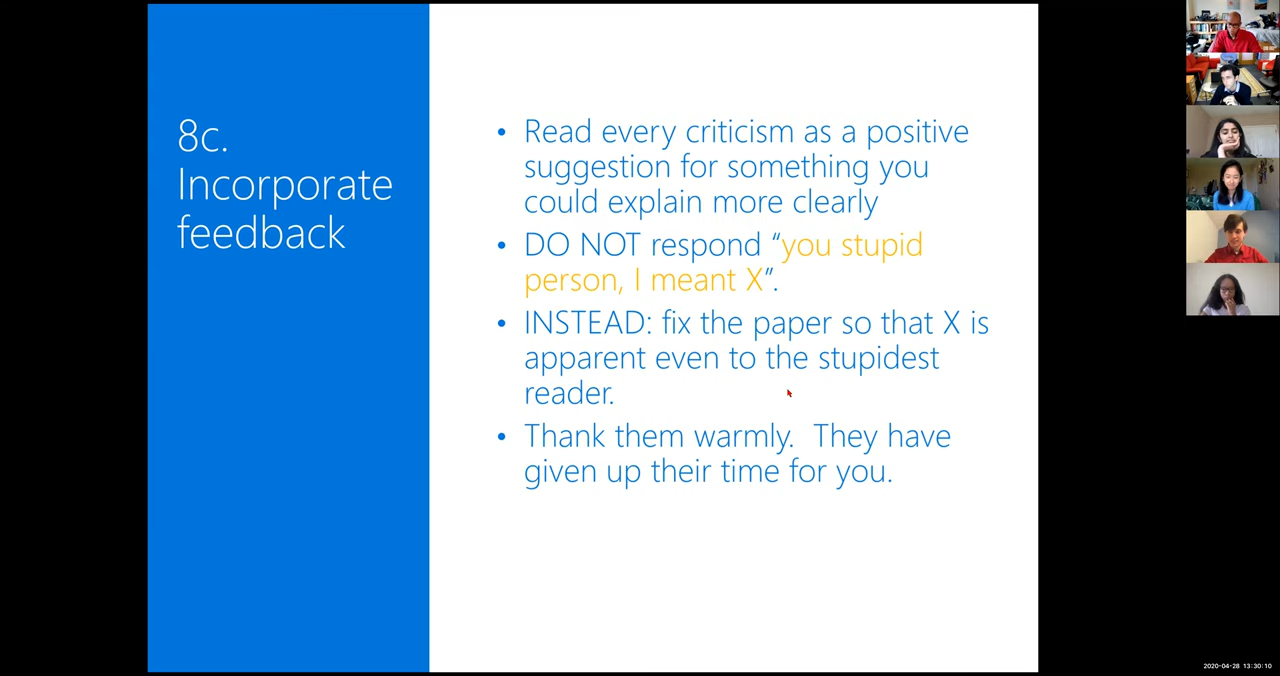 8c.
Incorporate
feedback
• Read every criticism as a positive
suggestion for something you
could explain more clearly
• DO NOT respond “you stupid
person, I meant X”.
• INSTEAD: fix the paper so that X is
apparent even to the stupidest
reader.
• Thank them warmly.  They have
given up their time for you.
2020-04-28 13:30:10